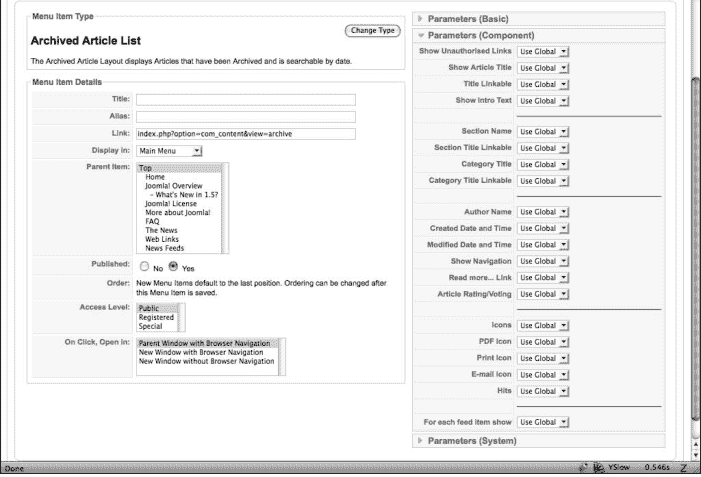 Menu Item Type
Change Type
Archived Article List
The Archived Article Layout displays Articles that have been Archived and is searchable by date.
Menu Item Details
Title:
Alias:
Link: index.php?option=com_content&view=archive
Display in: Main Menu
Parent Item: Top
Home
Joomla! Overview
- What's New in 1.5?
Joomla! License
More about Joomla!
FAQ
The News
Web Links
News Feeds
Published: No Yes
Order: New Menu Items default to the last position. Ordering can be changed after
this Menu Item is saved.
Access Level: Public
Registered
Special
On Click, Open in: Parent Window with Browser Navigation
New Window with Browser Navigation
New Window without Browser Navigation
Parameters (Basic)
Parameters (Component)
Show Unauthorised Links Use Global
Show Article Title Use Global
Title Linkable Use Global
Show Intro Text Use Global
Section Name Use Global
Section Title Linkable Use Global
Category Title Use Global
Category Title Linkable Use Global
Author Name Use Global
Created Date and Time Use Global
Modified Date and Time Use Global
Show Navigation Use Global
Read more... Link Use Global
Article Rating/Voting Use Global
Icons Use Global
PDF Icon Use Global
Print Icon Use Global
E-mail Icon Use Global
Hits Use Global
For each feed item show Use Global
Parameters (System)
Done YSlow 0.546s Z